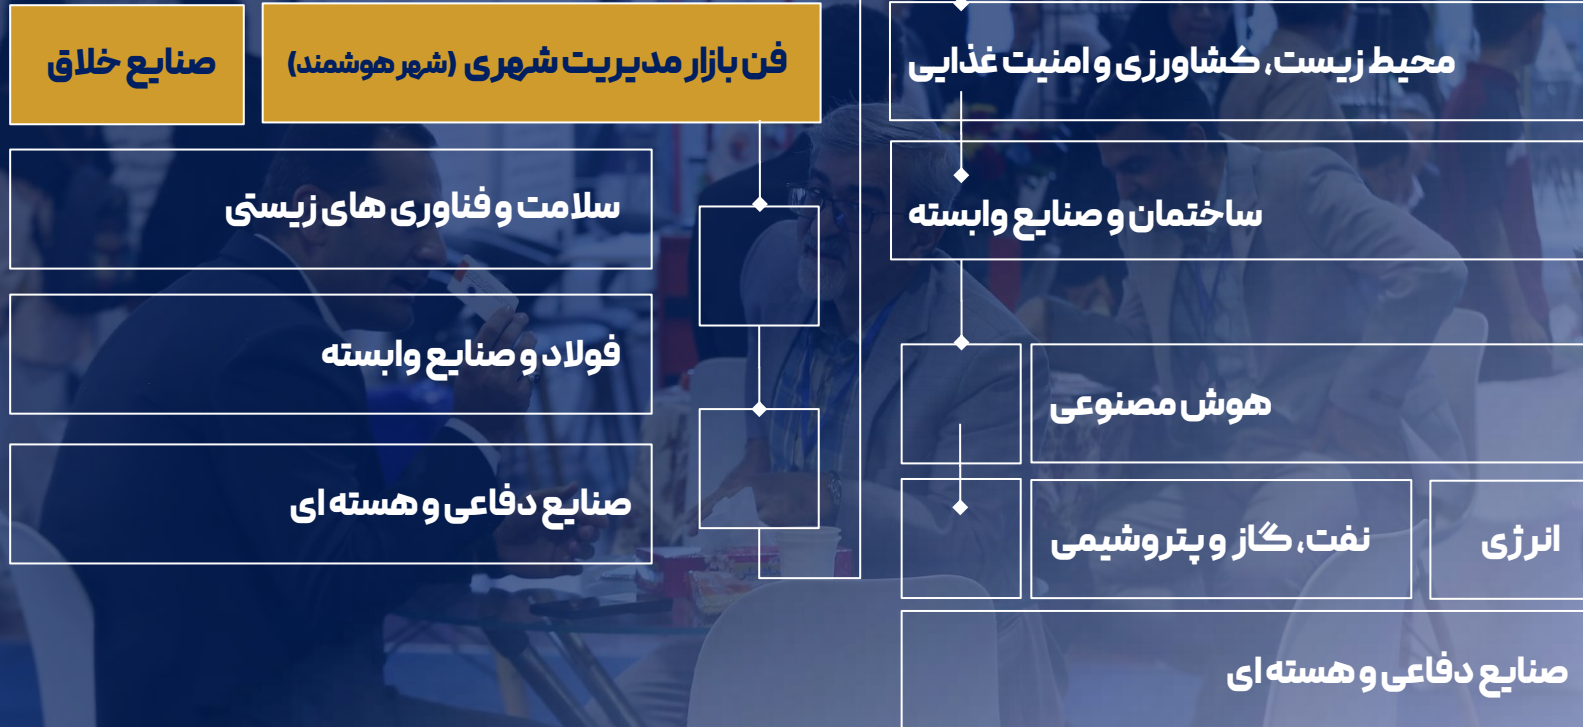 محیط زیست، کشاورزی و امنیت غذایی
ساختمان و صنایع وابسته
هوش مصنوعی
انرژی
نفت، گاز و پتروشیمی
صنایع دفاعی و هسته ای
فن بازار مدیریت شهری (شهر هوشمند)
صنایع خلاق
سلامت و فناوری های زیستی
فولاد و صنایع وابسته
صنایع دفاعی و هسته ای